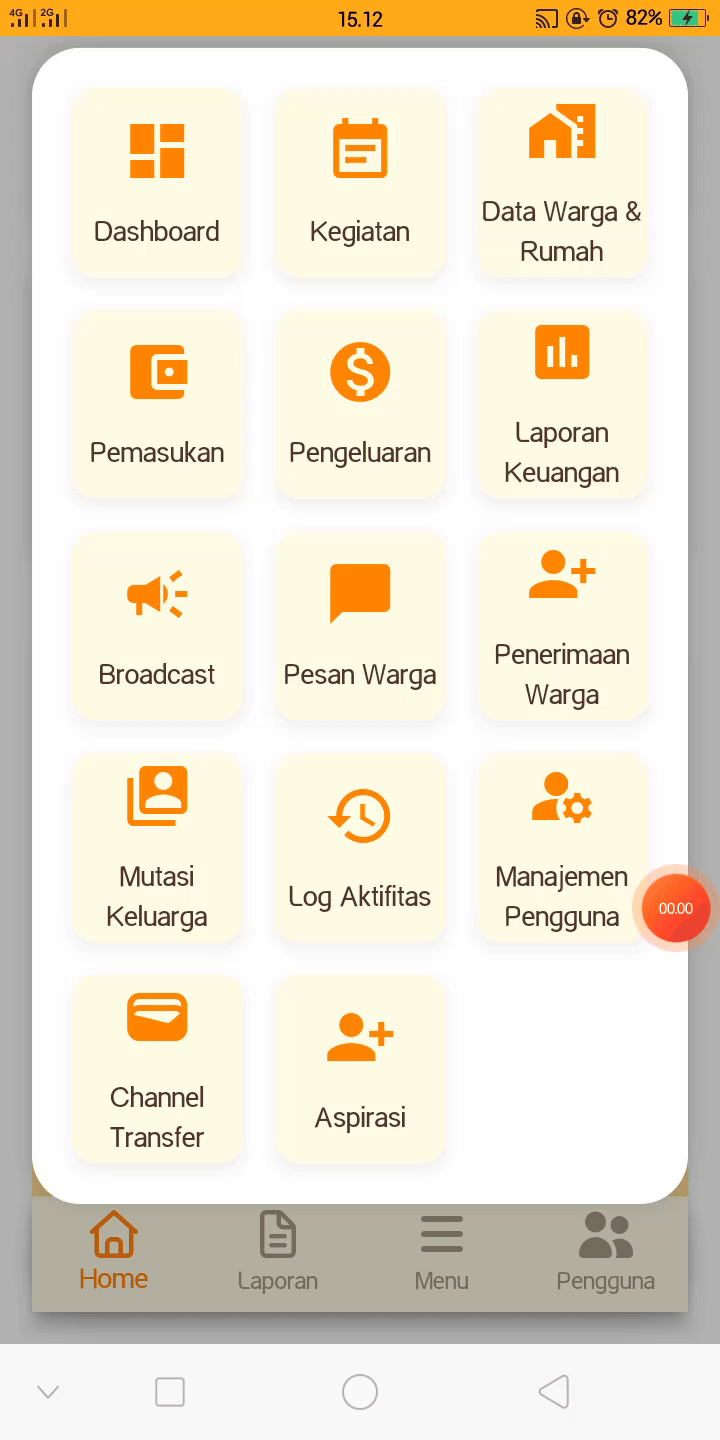 4G 2G 15.12 82%
Dashboard
Kegiatan
Data Warga &
Rumah
Pemasukan
Pengeluaran
Laporan
Keuangan
Broadcast
Pesan Warga
Penerimaan
Warga
Mutasi
Keluarga
Log Aktifitas
Manajemen
Pengguna
00.00
Channel
Transfer
Aspirasi
Home
Laporan
Menu
Pengguna